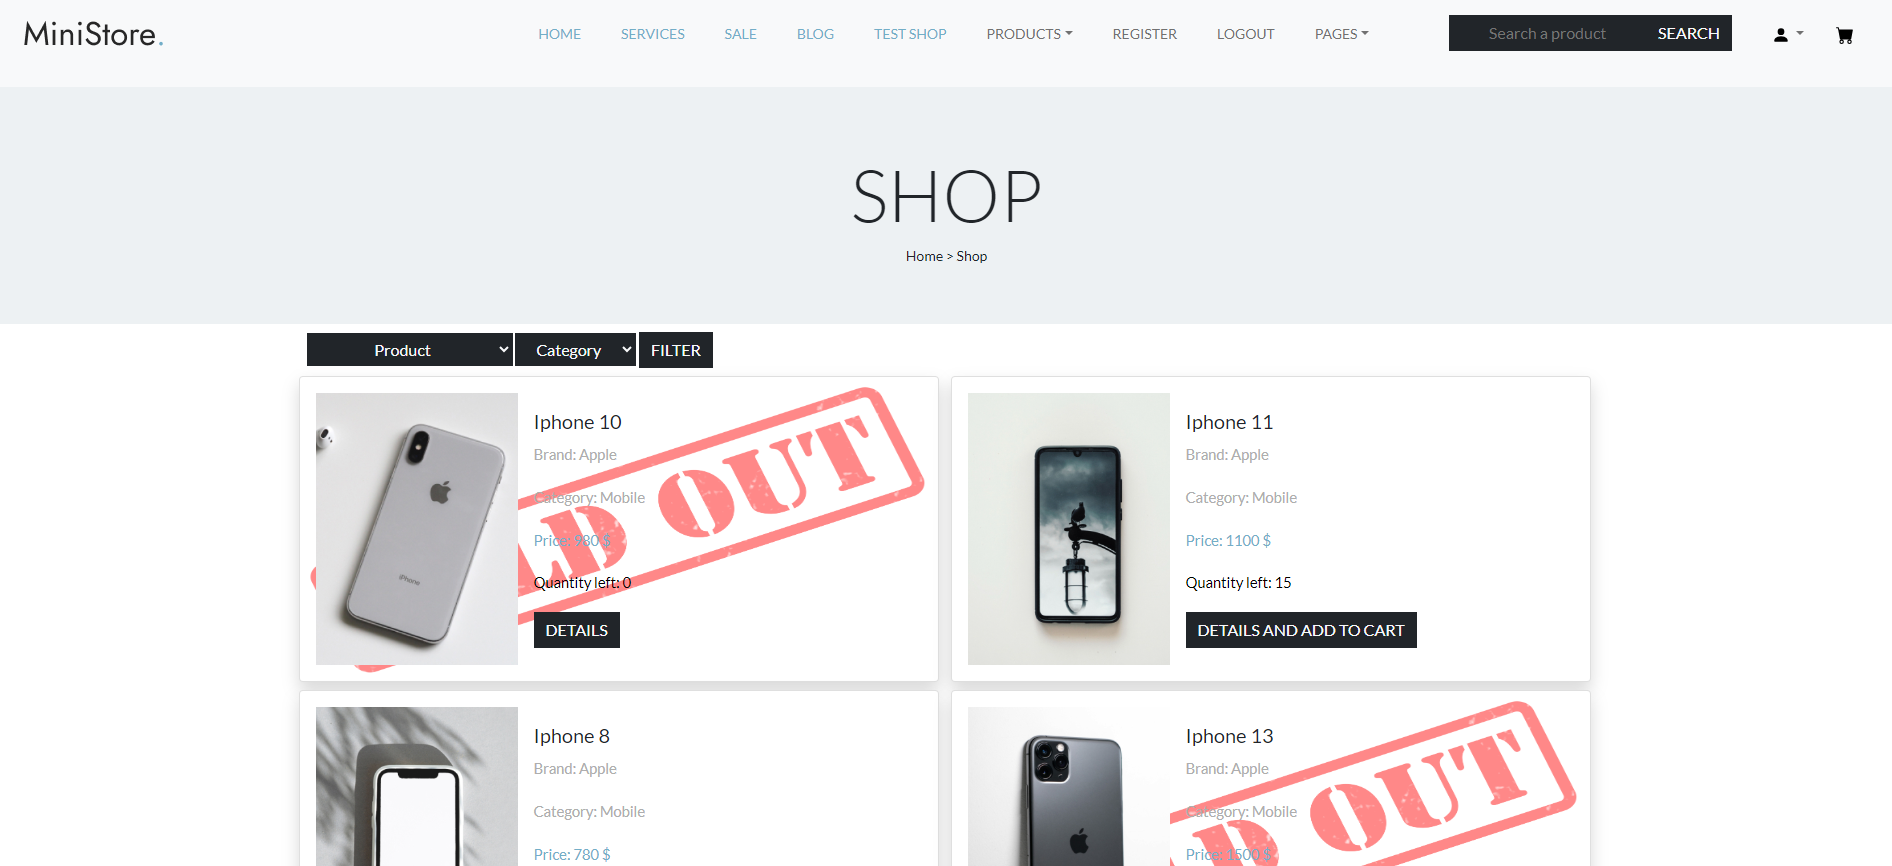 MiniStore.
HOME SERVICES SALE BLOG TEST SHOP PRODUCTS REGISTER LOGOUT PAGES
Search a product SEARCH
SHOP
Home > Shop
Product Category FILTER
Iphone 10
Brand: Apple
Category: Mobile
Price: 980 $
Quantity left: 0
DETAILS
LD OUT
iPhone
Iphone 11
Brand: Apple
Category: Mobile
Price: 1100 $
Quantity left: 15
DETAILS AND ADD TO CART
Iphone 8
Brand: Apple
Category: Mobile
Price: 780 $
Iphone 13
Brand: Apple
Category: Mobile
Price: 1500 $
D OUT